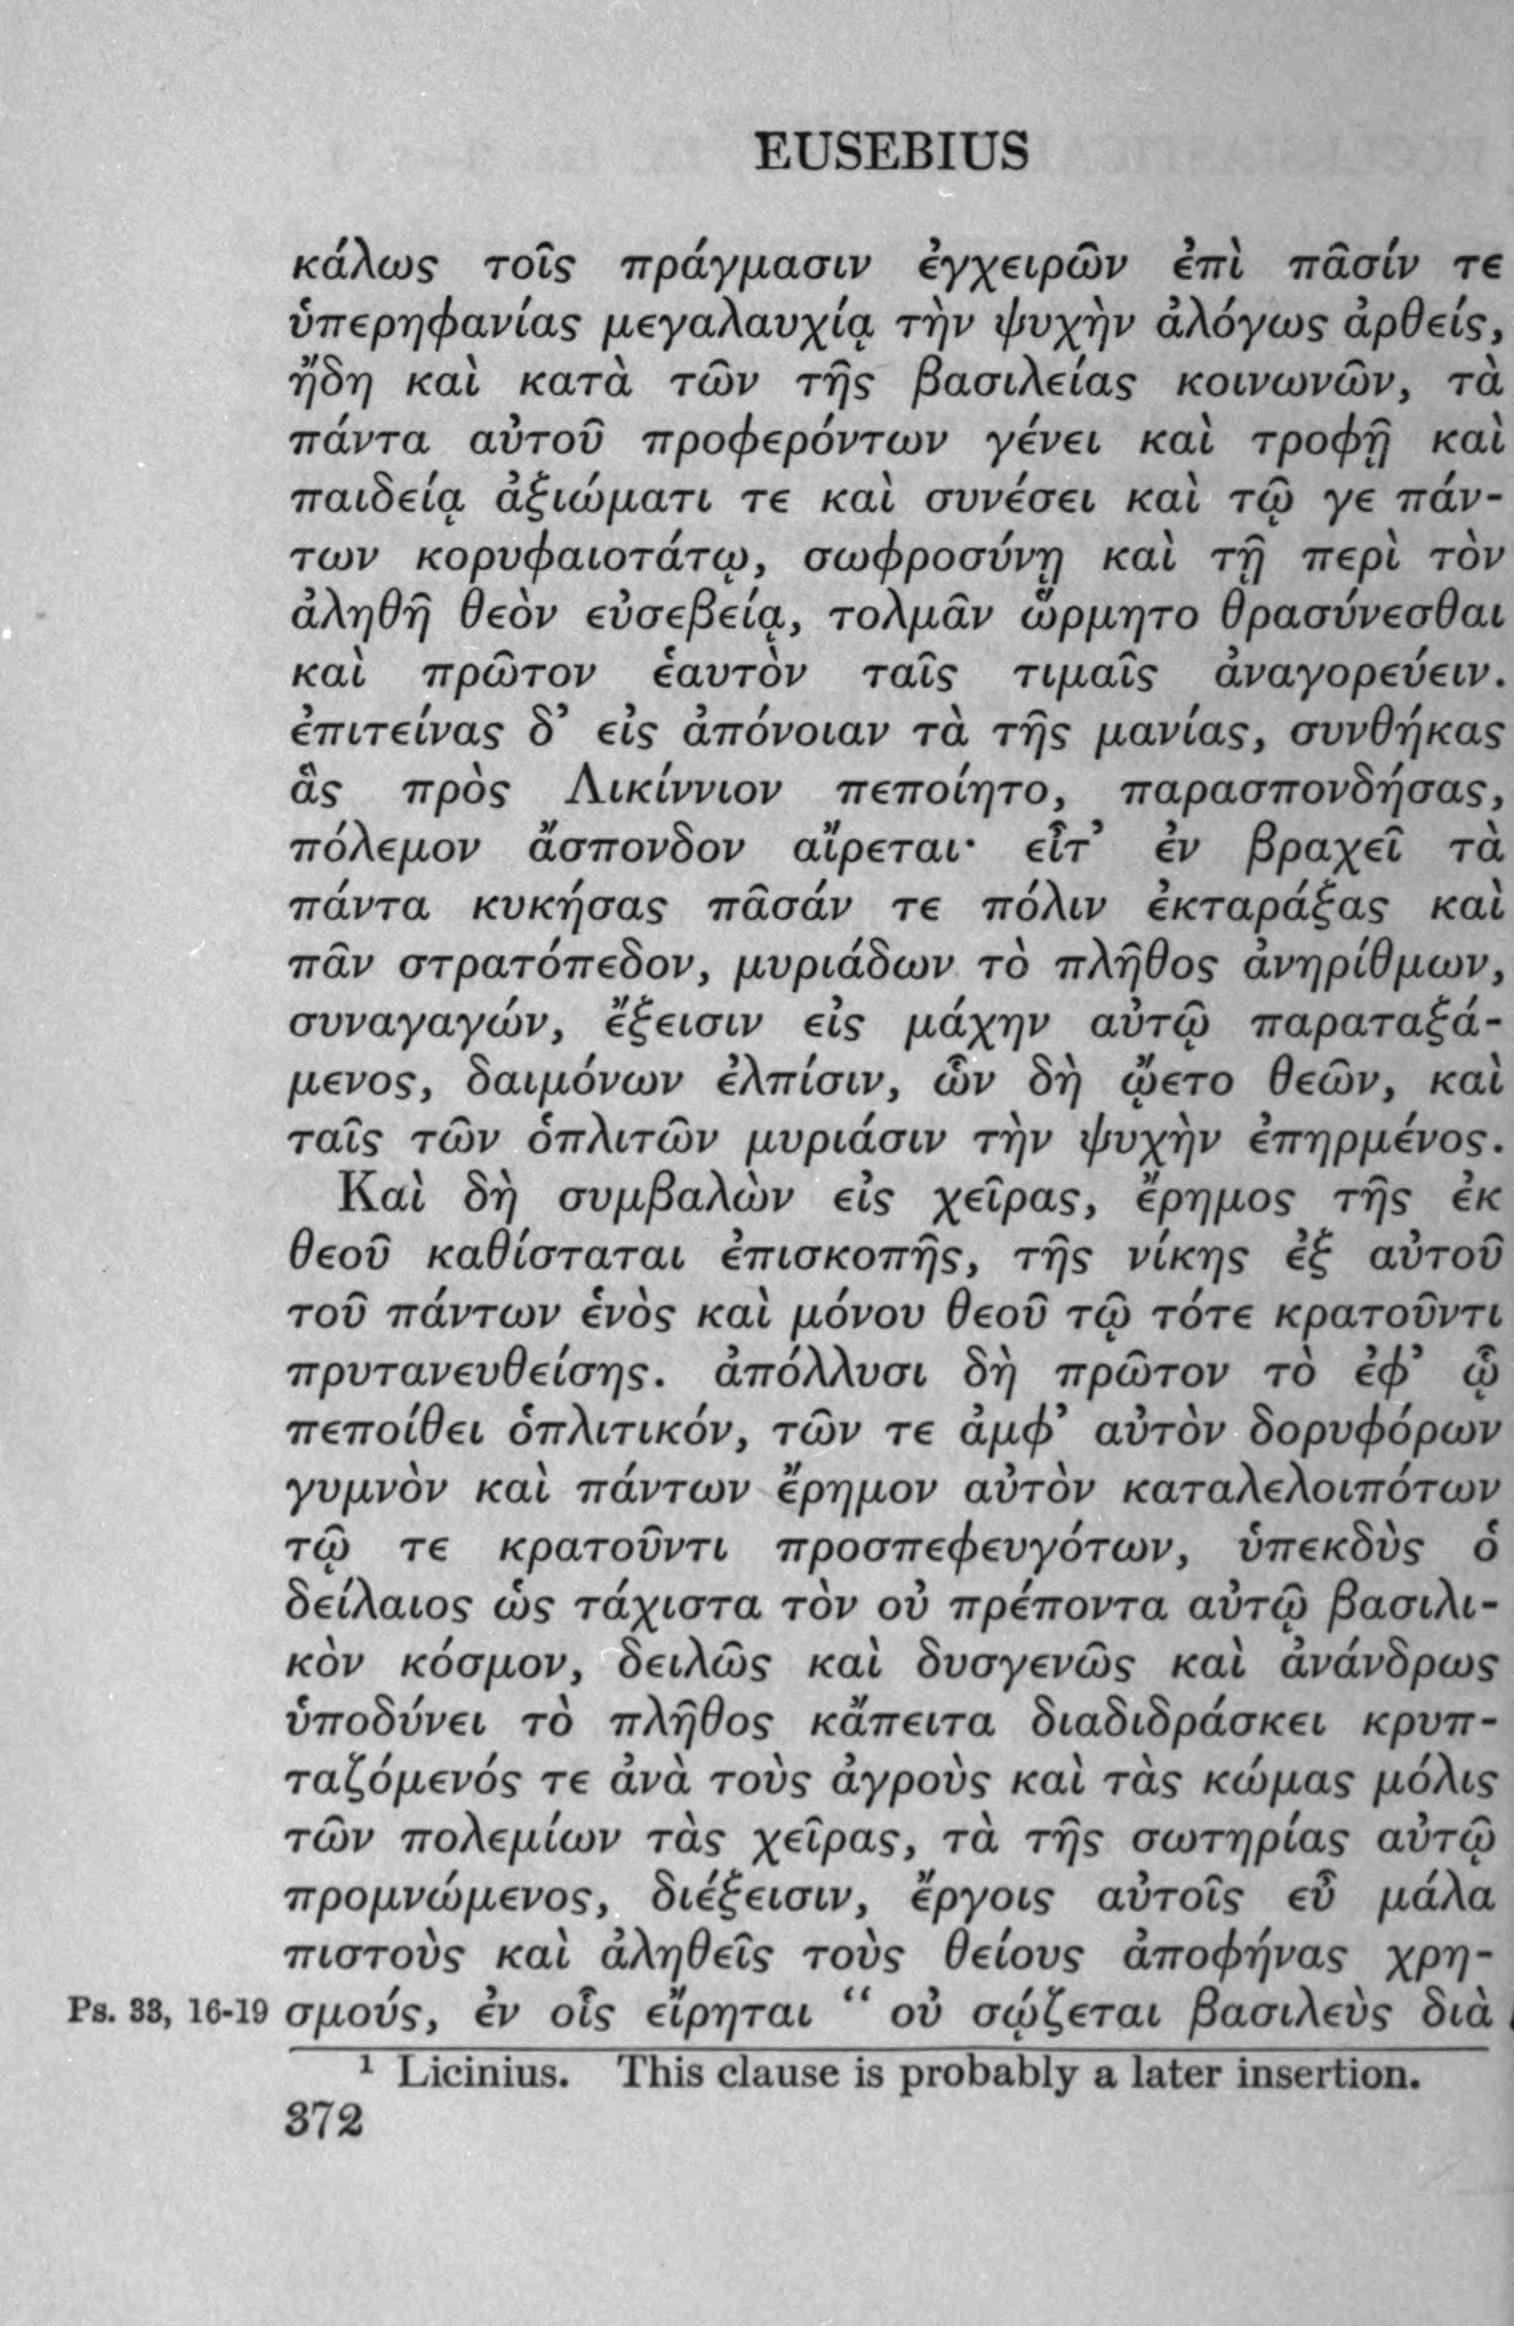 EUSEBIUS
κάλως τοῖς πράγμασιν ἐγχειρῶν ἐπὶ πᾶσίν τε
ὑπερηφανίας μεγαλαυχίᾳ τὴν ψυχὴν ἀλόγως ἀρθείς,
ἤδη καὶ κατὰ τῶν τῆς βασιλείας κοινωνῶν, τὰ
πάντα αὐτοῦ προφερόντων γένει καὶ τροφῇ καὶ
παιδείᾳ ἀξιώματι τε καὶ συνέσει καὶ τῷ γε πάν-
των κορυφαιοτάτῳ, σωφροσύνῃ καὶ τῇ περὶ τὸν
ἀληθῆ θεὸν εὐσεβείᾳ, τολμᾶν ὥρμητο θρασύνεσθαι
καὶ πρῶτον ἑαυτὸν ταῖς τιμαῖς ἀναγορεύειν.
ἐπιτείνας δ’ εἰς ἀπόνοιαν τὰ τῆς μανίας, συνθήκας
ἃς πρὸς Λικίννιον πεποίητο, παρασπονδήσας,
πόλεμον ἄσπονδον αἴρεται· εἶτ’ ἐν βραχεῖ τὰ
πάντα κυκήσας πᾶσάν τε πόλιν ἐκταράξας καὶ
πᾶν στρατόπεδον, μυριάδων τὸ πλῆθος ἀνηρίθμων,
συναγαγών, ἔξεισιν εἰς μάχην αὐτῷ παραταξά-
μενος, δαιμόνων ἐλπίσιν, ὧν δὴ ᾤετο θεῶν, καὶ
ταῖς τῶν ὁπλιτῶν μυριάσιν τὴν ψυχὴν ἐπηρμένος.
Καὶ δὴ συμβαλὼν εἰς χεῖρας, ἔρημος τῆς ἐκ
θεοῦ καθίσταται ἐπισκοπῆς, τῆς νίκης ἐξ αὐτοῦ
τοῦ πάντων ἑνὸς καὶ μόνου θεοῦ τῷ τότε κρατοῦντι
πρυτανευθείσης. ἀπόλλυσι δὴ πρῶτον τὸ ἐφ’ ᾧ
πεποίθει ὁπλιτικόν, τῶν τε ἀμφ’ αὐτὸν δορυφόρων
γυμνὸν καὶ πάντων ἔρημον αὐτὸν καταλελοιπότων
τῷ τε κρατοῦντι προσπεφευγότων, ὑπεκδὺς ὁ
δείλαιος ὡς τάχιστα τὸν οὐ πρέποντα αὐτῷ βασιλι-
κὸν κόσμον, δειλῶς καὶ δυσγενῶς καὶ ἀνάνδρως
ὑποδύνει τὸ πλῆθος κἄπειτα διαδιδράσκει κρυπ-
ταζόμενός τε ἀνὰ τοὺς ἀγροὺς καὶ τὰς κώμας μόλις
τῶν πολεμίων τὰς χεῖρας, τὰ τῆς σωτηρίας αὐτῷ
προμνώμενος, διέξεισιν, ἔργοις αὐτοῖς εὖ μάλα
πιστοὺς καὶ ἀληθεῖς τοὺς θείους ἀποφήνας χρη-
Ps. 33, 16-19 σμούς, ἐν οἷς εἴρηται “ οὐ σῴζεται βασιλεὺς διὰ
¹ Licinius. This clause is probably a later insertion.
372